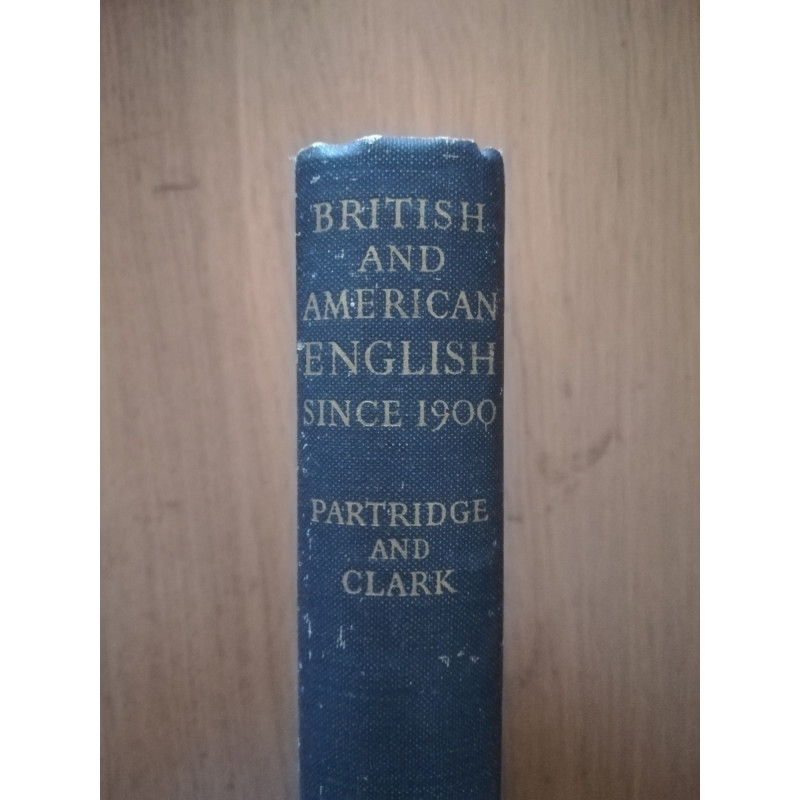 BRITISH
AND
AMERICAN
ENGLISH
SINCE 1900
PARTRIDGE
AND
CLARK